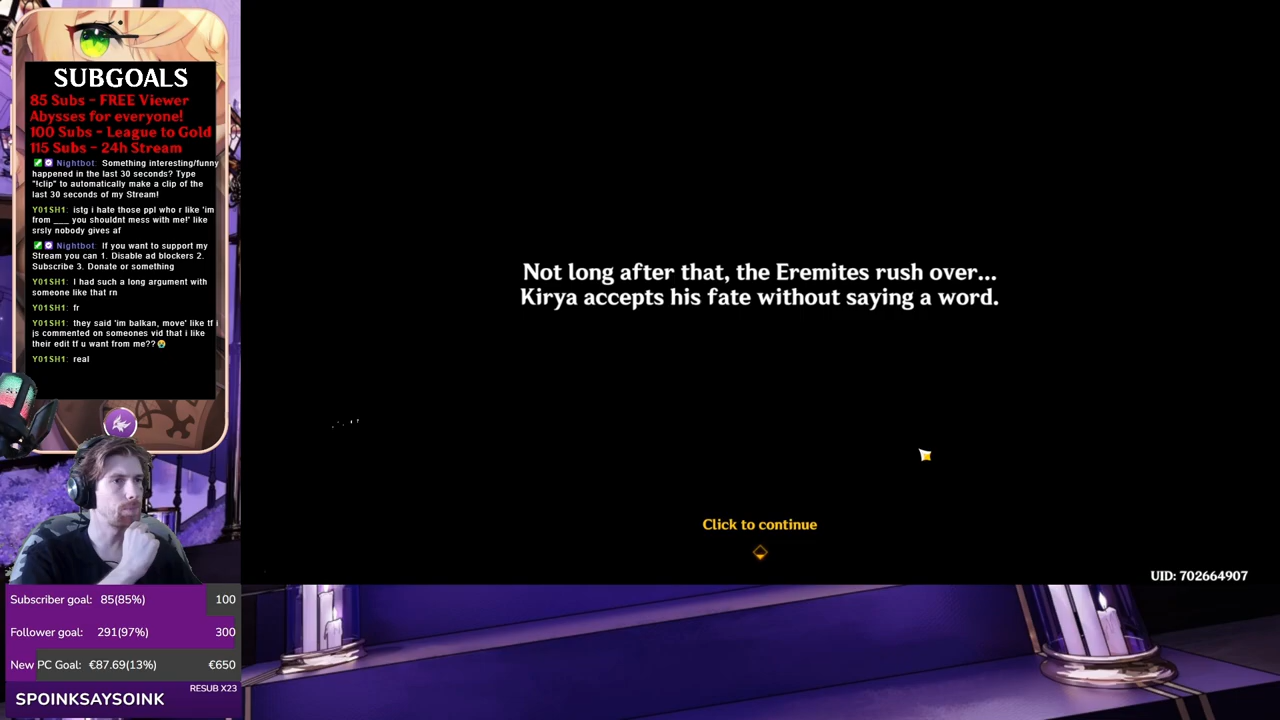 SUBGOALS
85 Subs - FREE Viewer
Abysses for everyone!
100 Subs - League to Gold
115 Subs - 24h Stream
Nightbot: Something interesting/funny
happened in the last 30 seconds? Type
"!clip" to automatically make a clip of the
last 30 seconds of my Stream!
Y01SH1: istg i hate those ppl who r like 'im
from ___ you shouldnt mess with me!' like
srsly nobody gives af
Nightbot: If you want to support my
Stream you can 1. Disable ad blockers 2.
Subscribe 3. Donate or something
Y01SH1: I had such a long argument with
someone like that rn
Y01SH1: fr
Y01SH1: they said 'im balkan, move' like tf i
js commented on someones vid that i like
their edit tf u want from me??😭
Y01SH1: real
Not long after that, the Eremites rush over...
Kirya accepts his fate without saying a word.
Click to continue
UID: 702664907
Subscriber goal: 85(85%) 100
Follower goal: 291(97%) 300
New PC Goal: €87.69(13%) €650
RESUB X23
SPOINKSAYSOINK